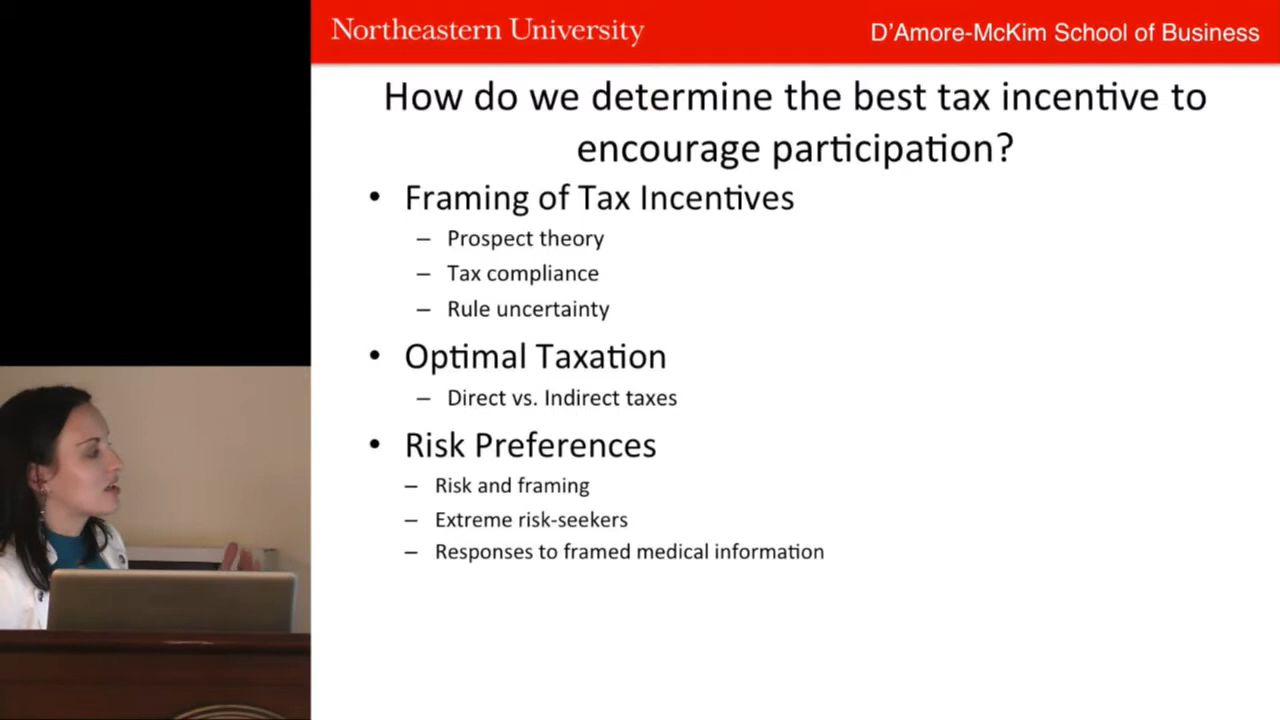 Northeastern University
D'Amore-McKim School of Business
How do we determine the best tax incentive to
encourage participation?
• Framing of Tax Incentives
– Prospect theory
– Tax compliance
– Rule uncertainty
• Optimal Taxation
– Direct vs. Indirect taxes
• Risk Preferences
– Risk and framing
– Extreme risk-seekers
– Responses to framed medical information